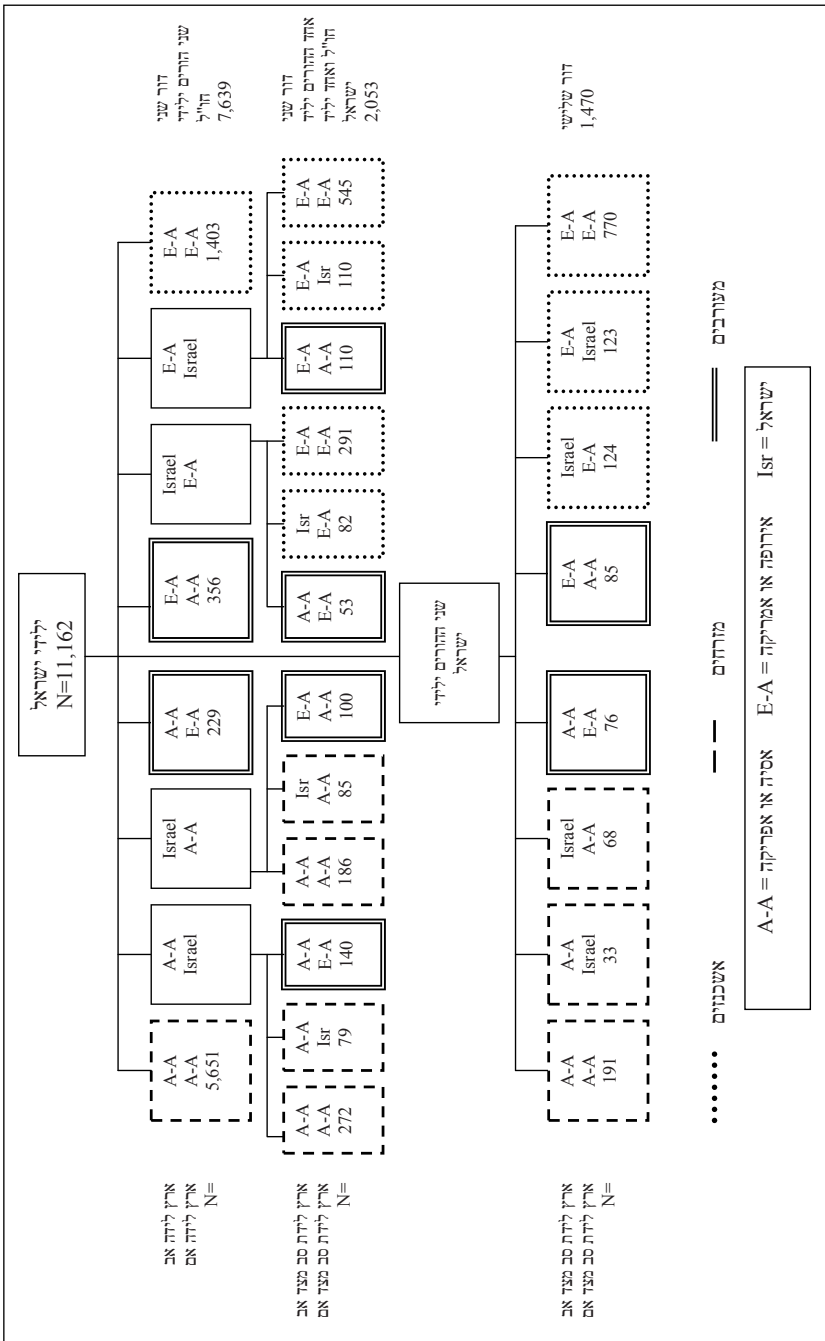 ילידי ישראל
N=11,162
ארץ לידה אב
ארץ לידה אם
N=
A-A
A-A
5,651
A-A
Israel
Israel
A-A
A-A
E-A
229
E-A
A-A
356
Israel
E-A
E-A
Israel
E-A
E-A
1,403
דור שני
שני הורים ילידי
חו"ל
7,639
ארץ לידת סב מצד אב
ארץ לידת סב מצד אם
N=
A-A
A-A
272
A-A
Isr
79
A-A
E-A
140
A-A
A-A
186
Isr
A-A
85
E-A
A-A
100
A-A
E-A
53
Isr
E-A
82
E-A
E-A
291
E-A
A-A
110
E-A
Isr
110
E-A
E-A
545
דור שני
אחד ההורים יליד
חו"ל ואחד יליד
ישראל
2,053
שני ההורים ילידי
ישראל
ארץ לידת סב מצד אב
ארץ לידת סב מצד אם
N=
A-A
A-A
191
A-A
Israel
33
Israel
A-A
68
A-A
E-A
76
E-A
A-A
85
Israel
E-A
124
E-A
Israel
123
E-A
E-A
770
דור שלישי
1,470
אשכנזים
מזרחים
מעורבים
A-A = אסיה או אפריקה E-A = אירופה או אמריקה Isr = ישראל